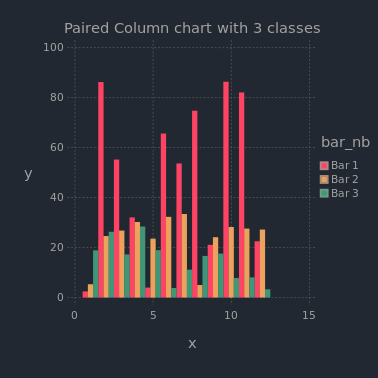 Paired Column chart with 3 classes
100
80
60
40
20
0
y
0 5 10 15
x
bar_nb
Bar 1
Bar 2
Bar 3